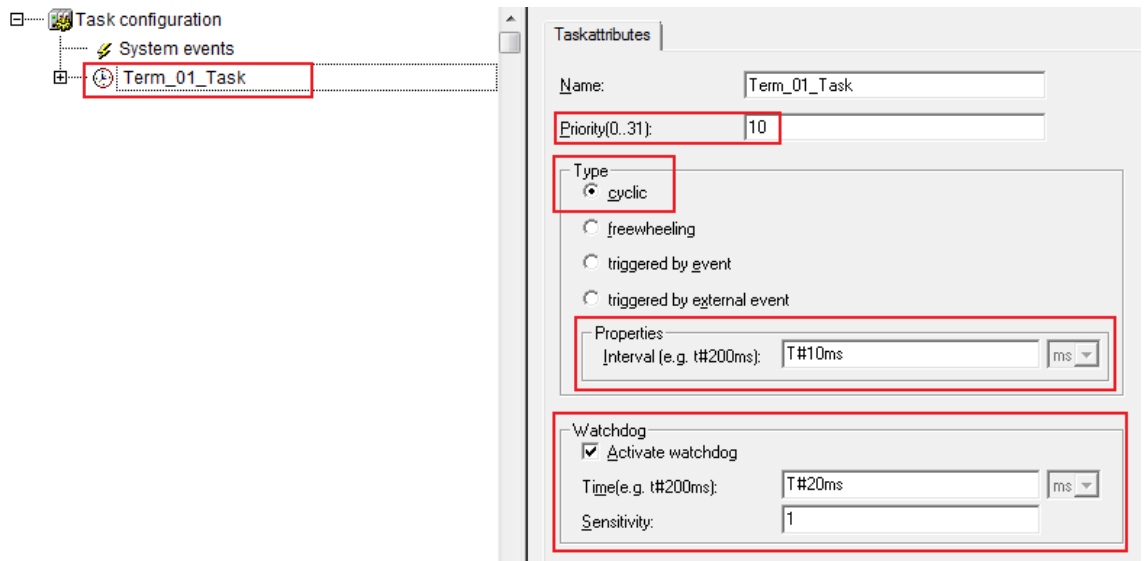 Task configuration
System events
Term_01_Task
Taskattributes
Name: Term_01_Task
Priority(0..31): 10
Type
cyclic
freewheeling
triggered by event
triggered by external event
Properties
Interval (e.g. t#200ms): T#10ms ms
Watchdog
Activate watchdog
Time(e.g. t#200ms): T#20ms ms
Sensitivity: 1